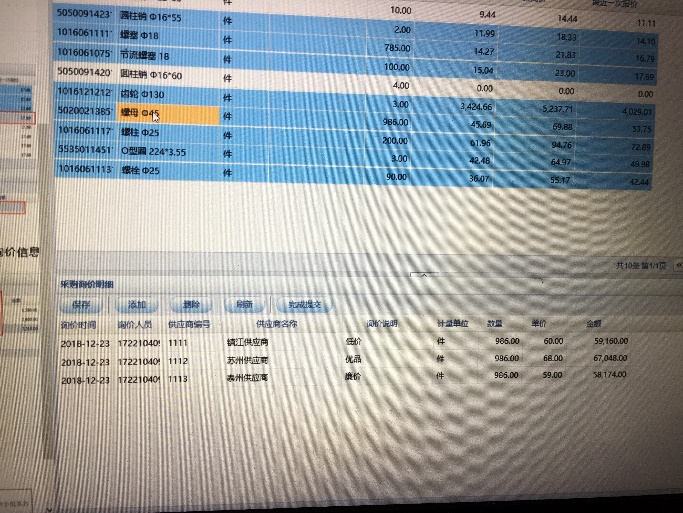 最近一次报价
5050091423 圆柱销 Φ16*55 件 10.00 9.44 14.44 11.11
1016061111 螺塞 Φ18 件 2.00 11.99 18.33 14.10
1016061075 节流螺塞 18 件 785.00 14.27 21.83 16.79
5050091420 圆柱销 Φ16*60 件 100.00 15.04 23.00 17.69
1016121212 齿轮 Φ130 件 4.00 0.00 0.00 0.00
5020021385 螺母 Φ45 件 3.00 3,424.66 5,237.71 4,029.01
1016061117 螺柱 Φ25 件 986.00 45.69 69.88 53.75
5535011451 O型圈 224*3.55 件 200.00 61.96 94.76 72.89
1016061113 螺栓 Φ25 件 3.00 42.48 64.97 49.98
90.00 36.07 55.17 42.44
价信息
共10条 第1/1页
采购询价明细
保存 添加 删除 刷新 完成提交
询价时间 询价人员 供应商编号 供应商名称 询价说明 计量单位 数量 单价 金额
2018-12-23 17221040 1111 镇江供应商 低价 件 986.00 60.00 59,160.00
2018-12-23 17221040 1112 苏州供应商 优品 件 986.00 68.00 67,048.00
2018-12-23 17221040 1113 泰州供应商 廉价 件 986.00 59.00 58,174.00